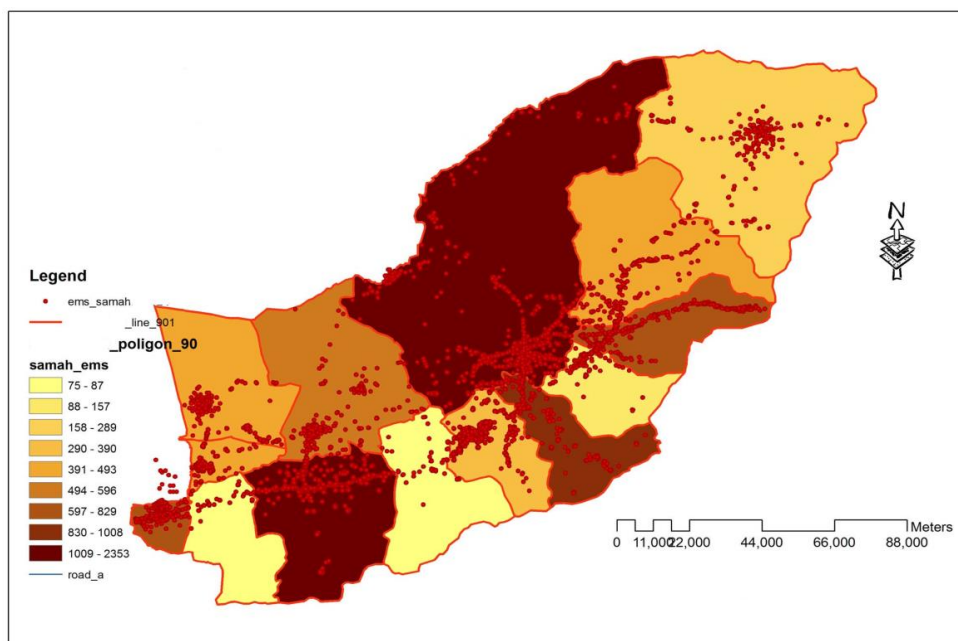 N
Legend
ems_samah
_line_901
_poligon_90
samah_ems
75 - 87
88 - 157
158 - 289
290 - 390
391 - 493
494 - 596
597 - 829
830 - 1008
1009 - 2353
road_a
Meters
0 11,000 22,000 44,000 66,000 88,000